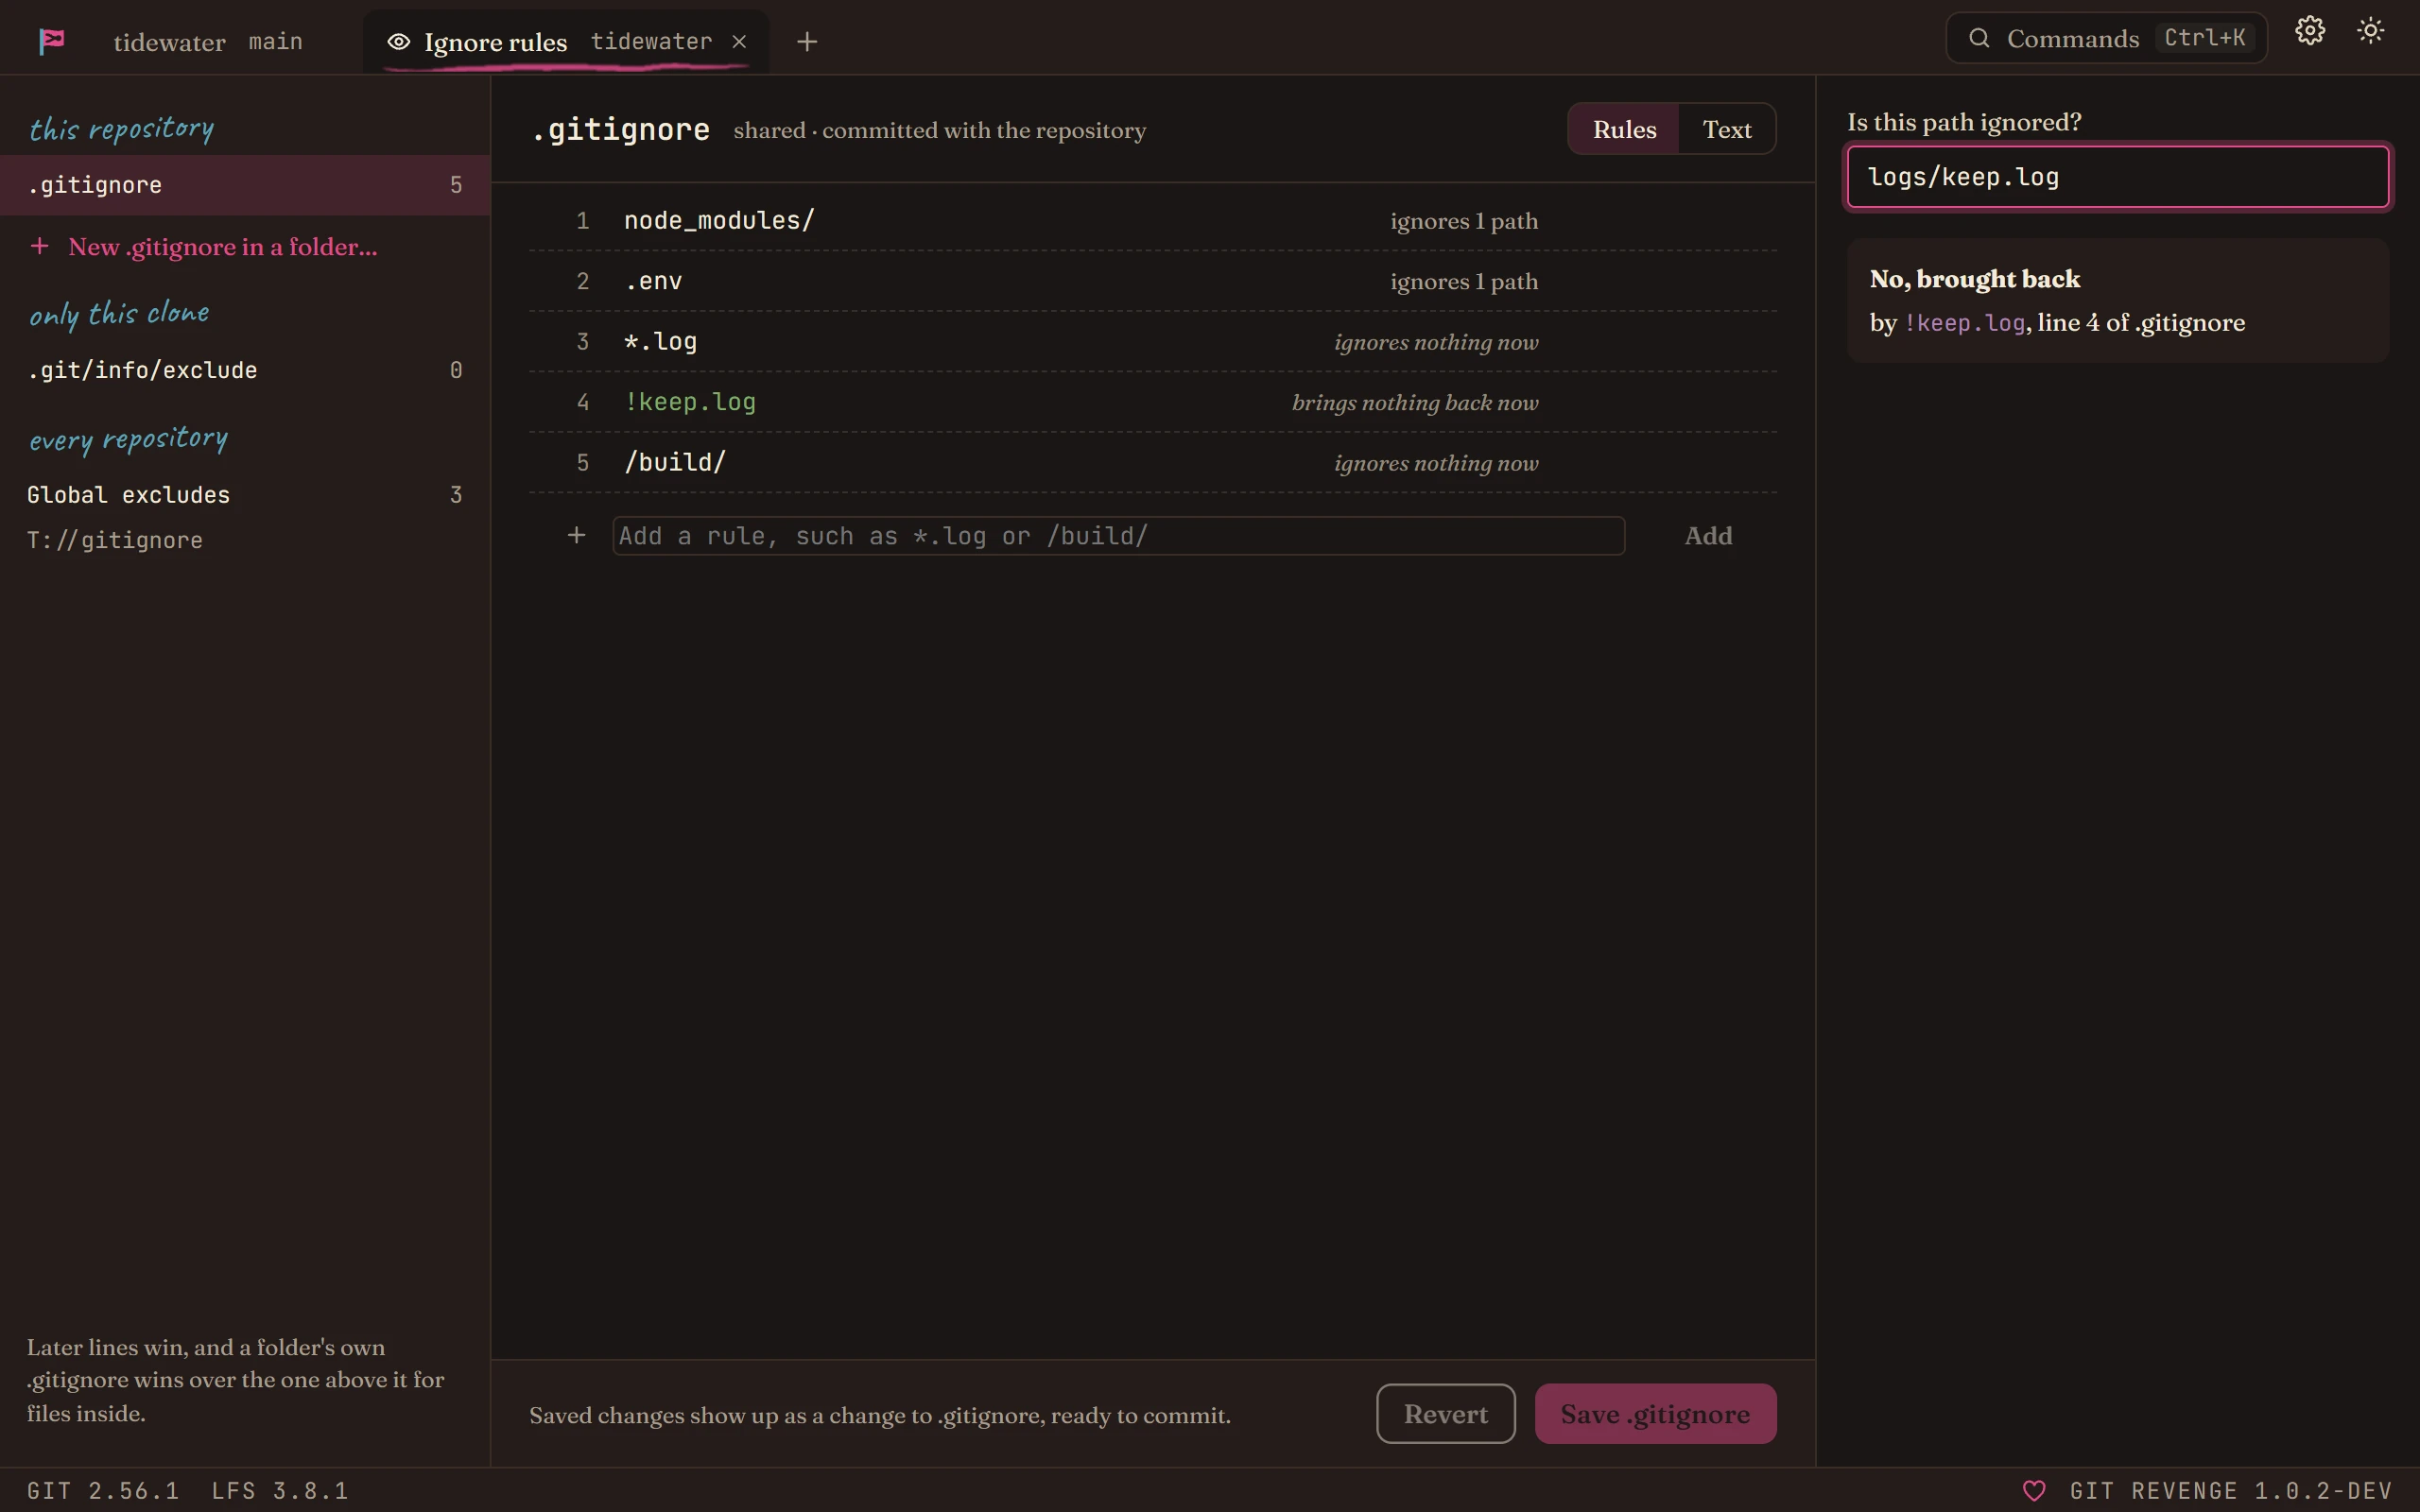 tidewater main
Ignore rules tidewater
Commands Ctrl+K
this repository
.gitignore 5
+ New .gitignore in a folder...
only this clone
.git/info/exclude 0
every repository
Global excludes 3
T://gitignore
Later lines win, and a folder's own
.gitignore wins over the one above it for
files inside.
.gitignore shared · committed with the repository
Rules Text
1 node_modules/ ignores 1 path
2 .env ignores 1 path
3 *.log ignores nothing now
4 !keep.log brings nothing back now
5 /build/ ignores nothing now
+ Add a rule, such as *.log or /build/ Add
Saved changes show up as a change to .gitignore, ready to commit.
Revert Save .gitignore
Is this path ignored?
logs/keep.log
No, brought back
by !keep.log, line 4 of .gitignore
GIT 2.56.1 LFS 3.8.1
GIT REVENGE 1.0.2-DEV